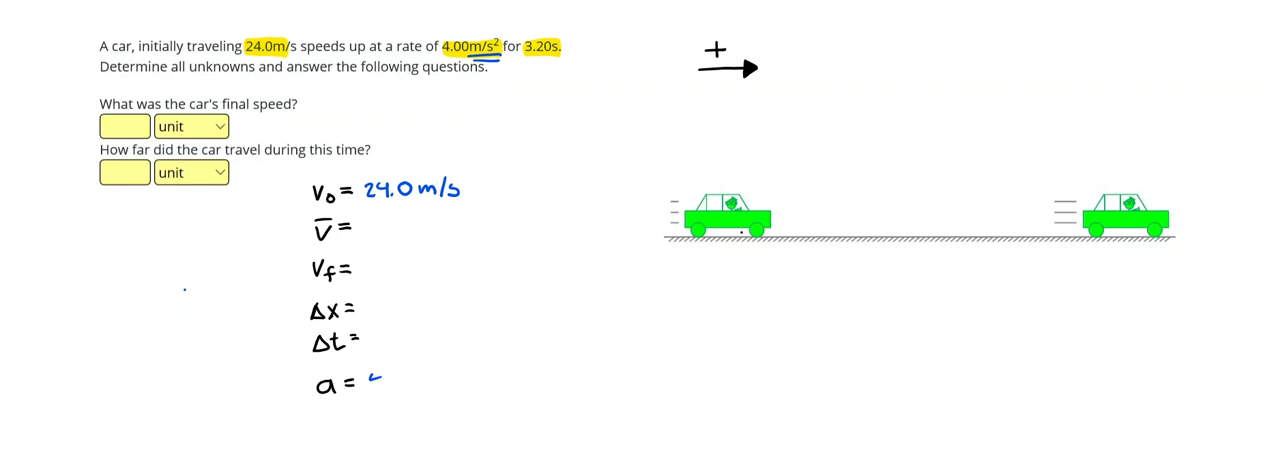 A car, initially traveling 24.0m/s speeds up at a rate of 4.00m/s² for 3.20s.
Determine all unknowns and answer the following questions.
What was the car's final speed?
unit
How far did the car travel during this time?
unit
v₀ = 24.0 m/s
v̅ =
v_f =
Δx =
Δt =
a =
+